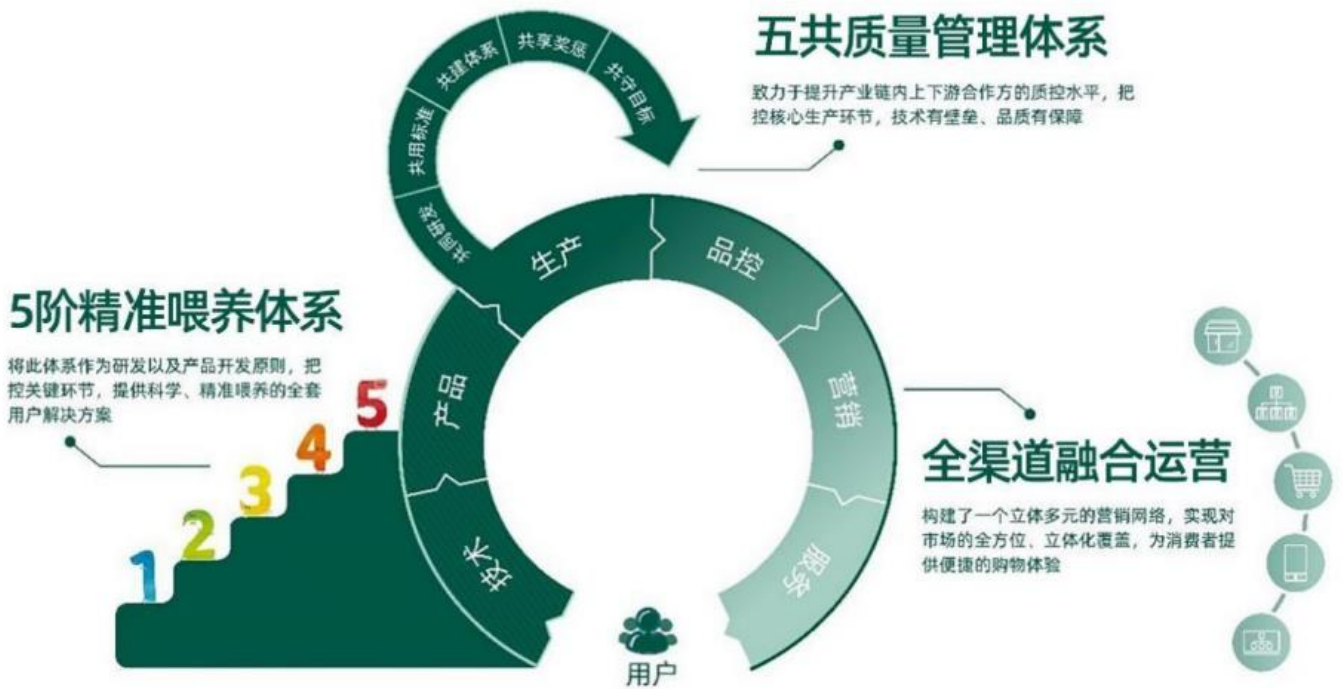 五共质量管理体系
致力于提升产业链内上下游合作方的质控水平，把
控核心生产环节，技术有壁垒、品质有保障
共同研发
共用标准
共建体系
共享奖惩
共守目标
5阶精准喂养体系
将此体系作为研发以及产品开发原则，把
控关键环节，提供科学、精准喂养的全套
用户解决方案
1
2
3
4
5
技术
产品
生产
品控
营销
服务
用户
全渠道融合运营
构建了一个立体多元的营销网络，实现对
市场的全方位、立体化覆盖，为消费者提
供便捷的购物体验